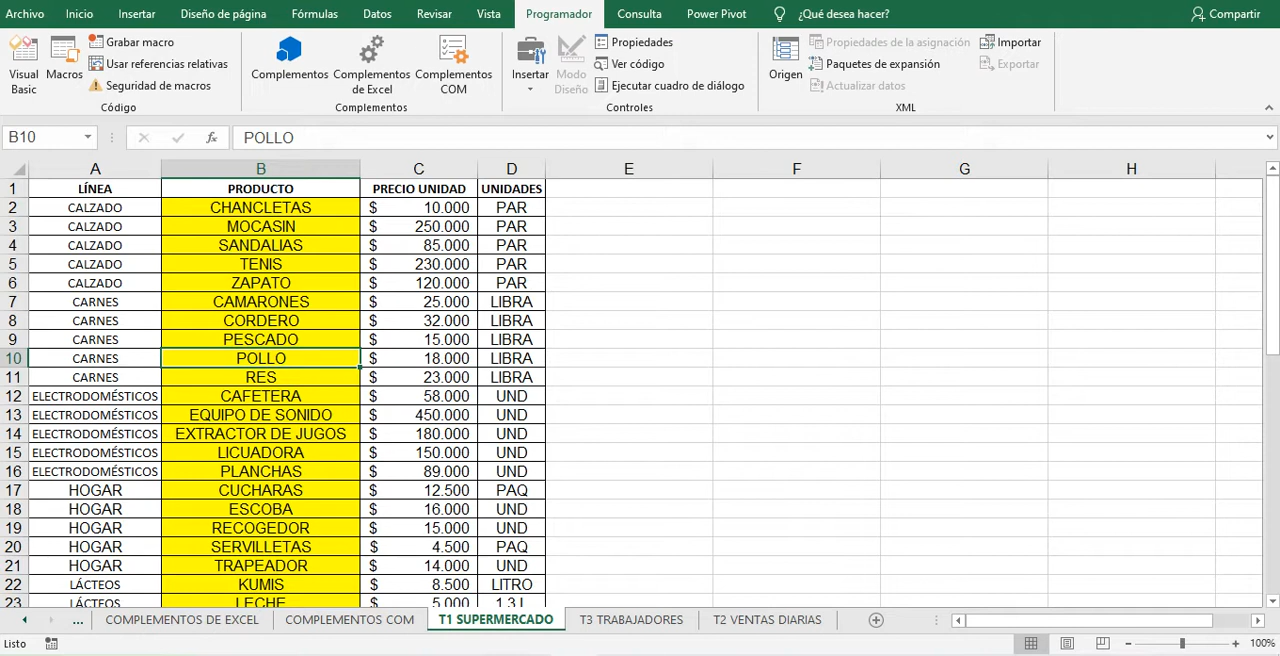 Archivo Inicio Insertar Diseño de página Fórmulas Datos Revisar Vista Programador Consulta Power Pivot ¿Qué desea hacer? Compartir
Visual Basic
Macros
Grabar macro
Usar referencias relativas
Seguridad de macros
Código
Complementos
Complementos de Excel
Complementos COM
Complementos
Insertar
Modo Diseño
Propiedades
Ver código
Ejecutar cuadro de diálogo
Controles
Origen
Propiedades de la asignación
Paquetes de expansión
Actualizar datos
Importar
Exportar
XML
B10 fx POLLO
A B C D E F G H
1 LÍNEA PRODUCTO PRECIO UNIDAD UNIDADES
2 CALZADO CHANCLETAS $ 10.000 PAR
3 CALZADO MOCASIN $ 250.000 PAR
4 CALZADO SANDALIAS $ 85.000 PAR
5 CALZADO TENIS $ 230.000 PAR
6 CALZADO ZAPATO $ 120.000 PAR
7 CARNES CAMARONES $ 25.000 LIBRA
8 CARNES CORDERO $ 32.000 LIBRA
9 CARNES PESCADO $ 15.000 LIBRA
10 CARNES POLLO $ 18.000 LIBRA
11 CARNES RES $ 23.000 LIBRA
12 ELECTRODOMÉSTICOS CAFETERA $ 58.000 UND
13 ELECTRODOMÉSTICOS EQUIPO DE SONIDO $ 450.000 UND
14 ELECTRODOMÉSTICOS EXTRACTOR DE JUGOS $ 180.000 UND
15 ELECTRODOMÉSTICOS LICUADORA $ 150.000 UND
16 ELECTRODOMÉSTICOS PLANCHAS $ 89.000 UND
17 HOGAR CUCHARAS $ 12.500 PAQ
18 HOGAR ESCOBA $ 16.000 UND
19 HOGAR RECOGEDOR $ 15.000 UND
20 HOGAR SERVILLETAS $ 4.500 PAQ
21 HOGAR TRAPEADOR $ 14.000 UND
22 LÁCTEOS KUMIS $ 8.500 LITRO
23 LÁCTEOS LECHE $ 5.000 1,3 L
... COMPLEMENTOS DE EXCEL COMPLEMENTOS COM T1 SUPERMERCADO T3 TRABAJADORES T2 VENTAS DIARIAS
Listo 100%